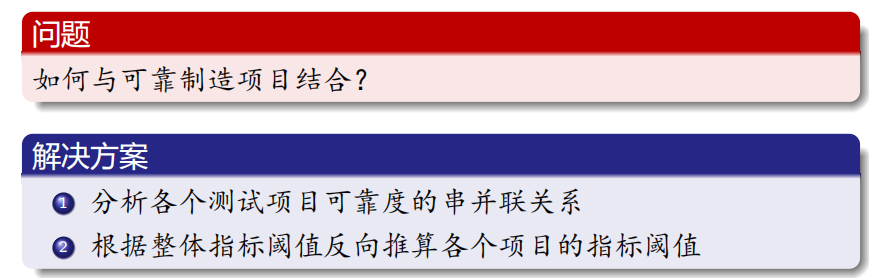 问题
如何与可靠制造项目结合？
解决方案
1 分析各个测试项目可靠度的串并联关系
2 根据整体指标阈值反向推算各个项目的指标阈值